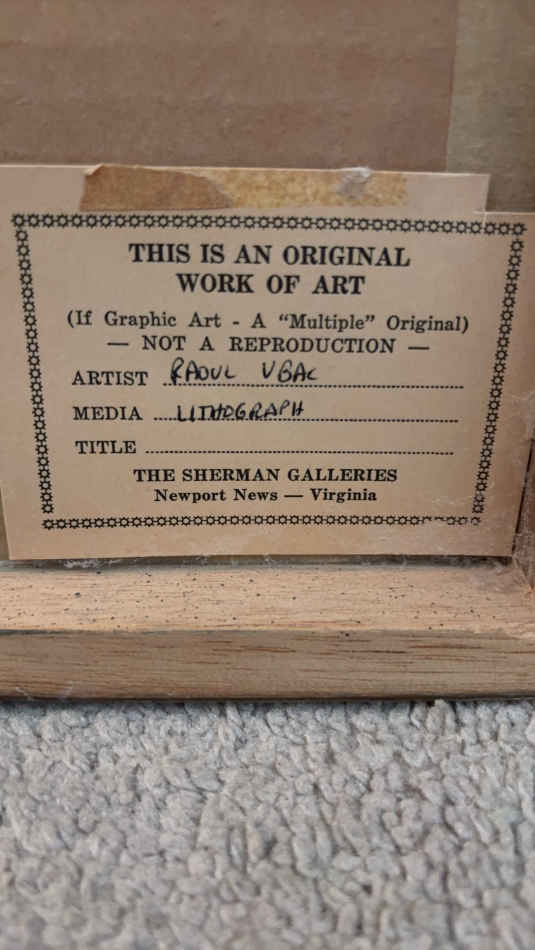 THIS IS AN ORIGINAL
WORK OF ART
(If Graphic Art - A “Multiple” Original)
— NOT A REPRODUCTION —
ARTIST RAOUL UBAC
MEDIA LITHOGRAPH
TITLE
THE SHERMAN GALLERIES
Newport News — Virginia